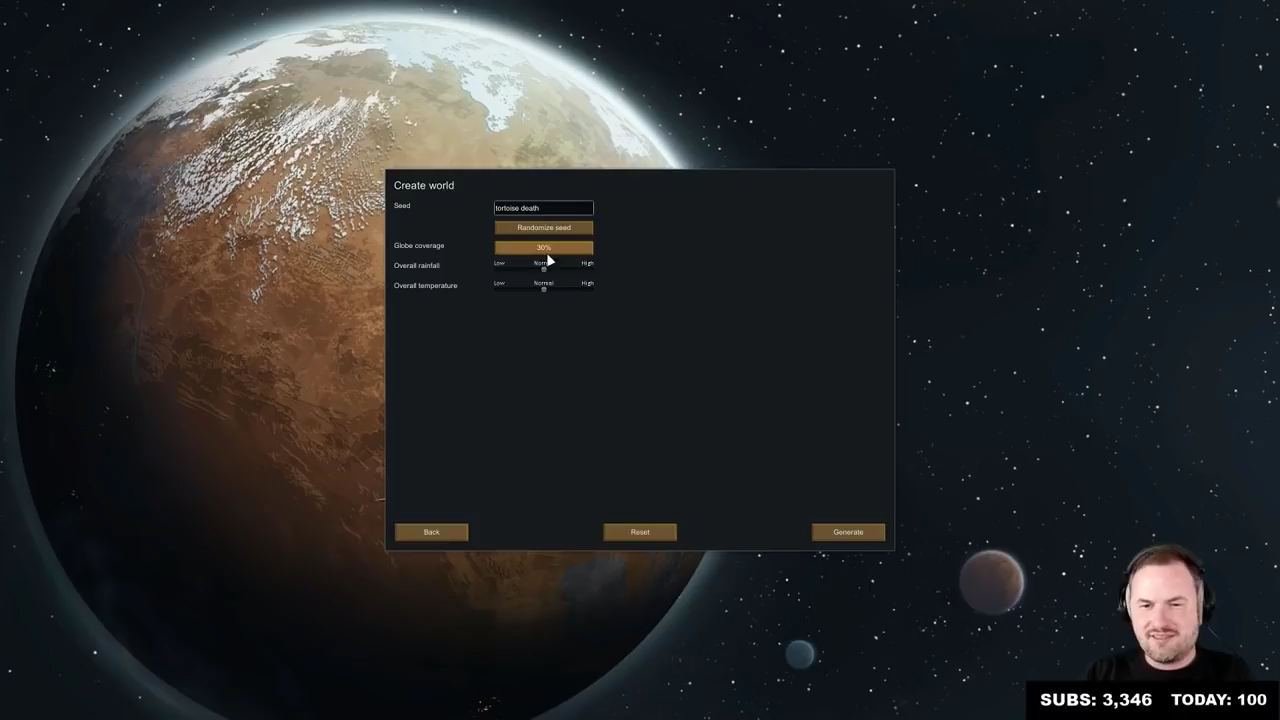 Create world
Seed tortoise death
Randomize seed
Globe coverage 30%
Overall rainfall Low High
Overall temperature Low Normal High
Back Reset Generate
SUBS: 3,346 TODAY: 100